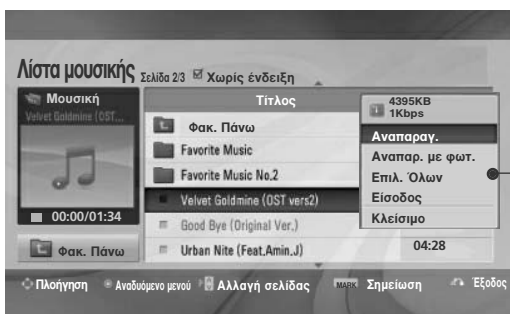 Λίστα μουσικής Σελίδα 2/3 Χωρίς ένδειξη
Μουσική
Velvet Goldmine (OST...
00:00/01:34
Φακ. Πάνω
Τίτλος
Φακ. Πάνω
Favorite Music
Favorite Music No.2
Velvet Goldmine (OST vers2)
Good Bye (Original Ver.)
Urban Nite (Feat.Amin.J)
04:28
4395KB
1Kbps
Αναπαραγ.
Αναπαρ. με φωτ.
Επιλ. Όλων
Είσοδος
Κλείσιμο
Πλοήγηση Αναδυόμενο μενού Αλλαγή σελίδας MARK Σημείωση Έξοδος